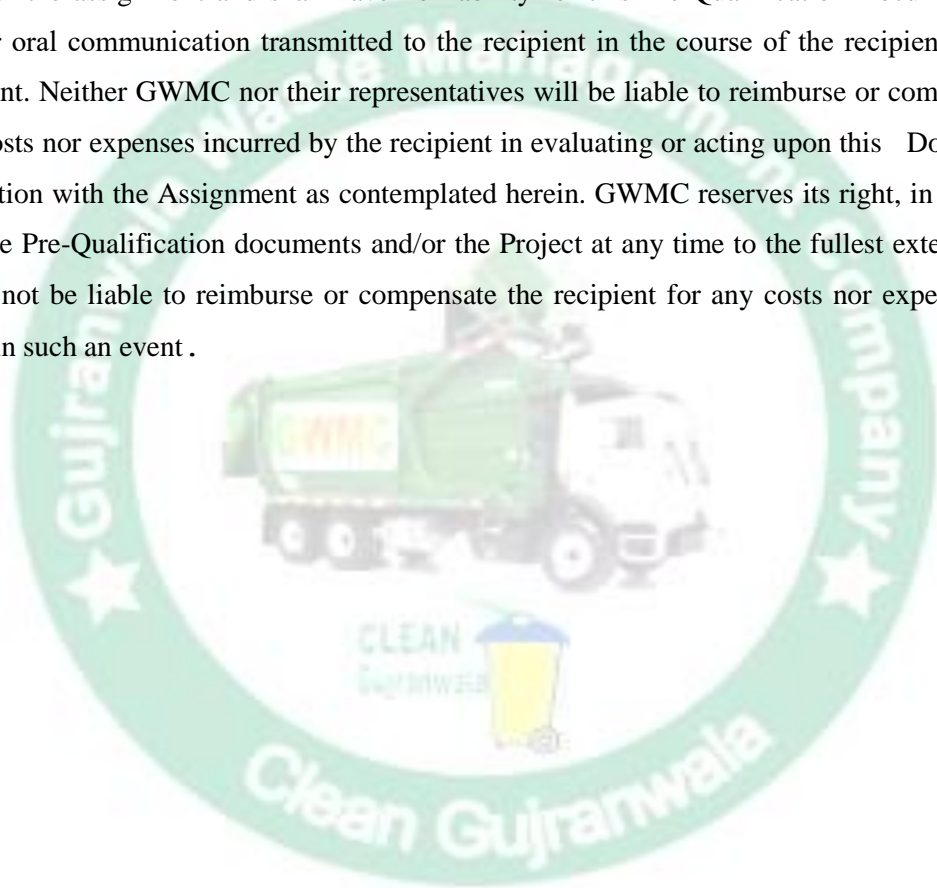 oral communication transmitted to the recipient in the course of the recipien
nt. Neither GWMC nor their representatives will be liable to reimburse or com
osts nor expenses incurred by the recipient in evaluating or acting upon this Do
tion with the Assignment as contemplated herein. GWMC reserves its right, in
e Pre-Qualification documents and/or the Project at any time to the fullest exte
not be liable to reimburse or compensate the recipient for any costs nor expe
in such an event.
Gujranwala Waste Management Company
GWMC
CLEAN
Gujranwala
Clean Gujranwala